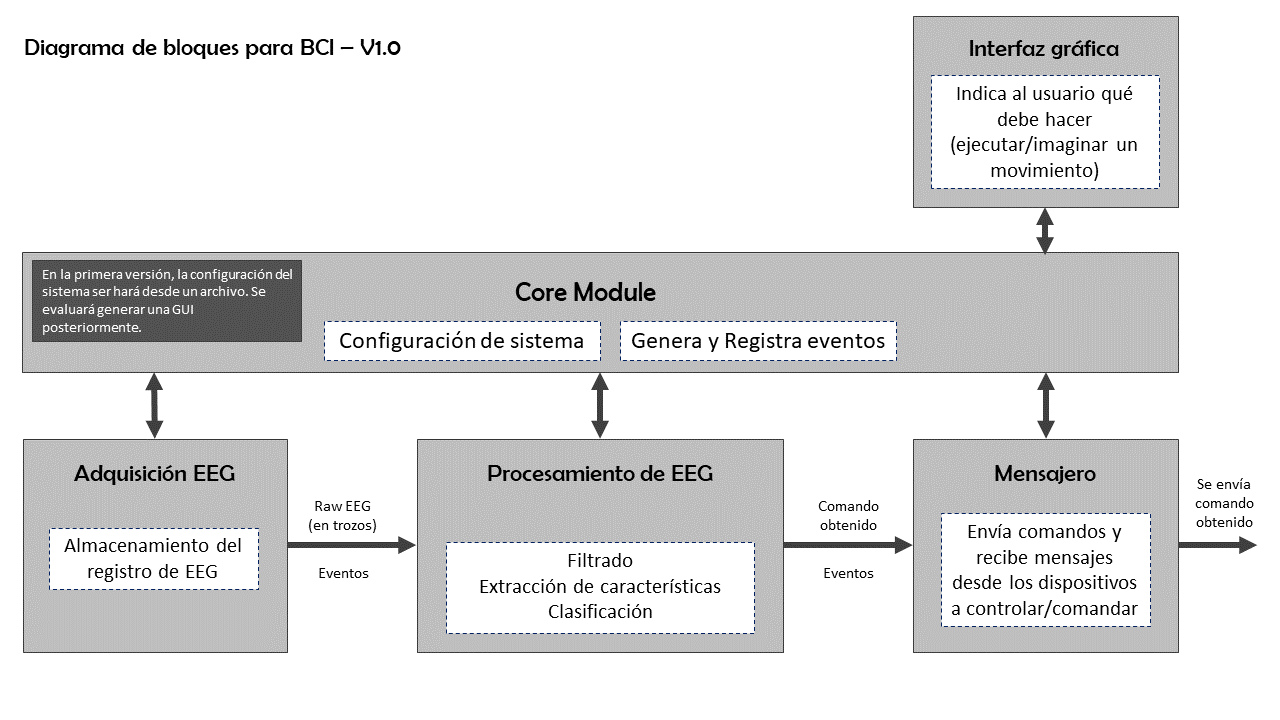 Diagrama de bloques para BCI – V1.0
Interfaz gráfica
Indica al usuario qué
debe hacer
(ejecutar/imaginar un
movimiento)
En la primera versión, la configuración del
sistema ser hará desde un archivo. Se
evaluará generar una GUI
posteriormente.
Core Module
Configuración de sistema
Genera y Registra eventos
Adquisición EEG
Almacenamiento del
registro de EEG
Raw EEG
(en trozos)
Eventos
Procesamiento de EEG
Filtrado
Extracción de características
Clasificación
Comando
obtenido
Eventos
Mensajero
Envía comandos y
recibe mensajes
desde los dispositivos
a controlar/comandar
Se envía
comando
obtenido